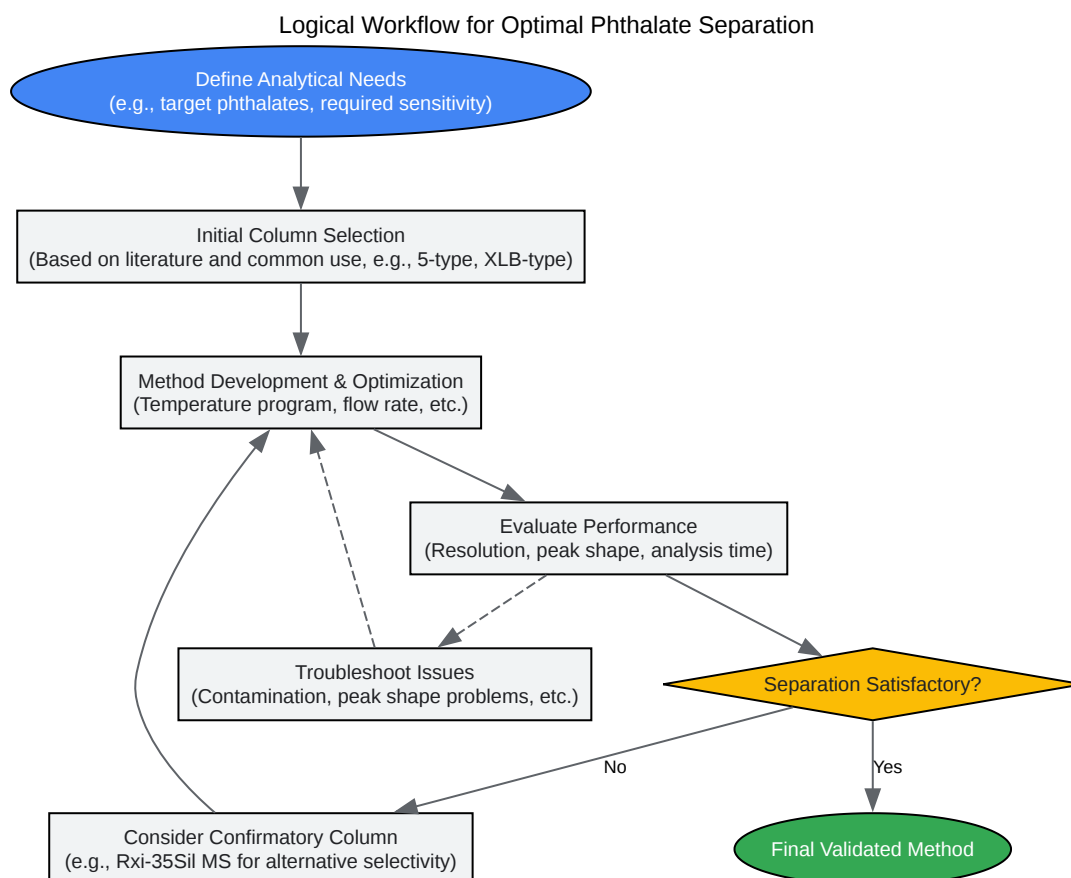 Logical Workflow for Optimal Phthalate Separation
Define Analytical Needs
(e.g., target phthalates, required sensitivity)
Initial Column Selection
(Based on literature and common use, e.g., 5-type, XLB-type)
Method Development & Optimization
(Temperature program, flow rate, etc.)
Evaluate Performance
(Resolution, peak shape, analysis time)
Troubleshoot Issues
(Contamination, peak shape problems, etc.)
Separation Satisfactory?
No
Yes
Consider Confirmatory Column
(e.g., Rxi-35Sil MS for alternative selectivity)
Final Validated Method